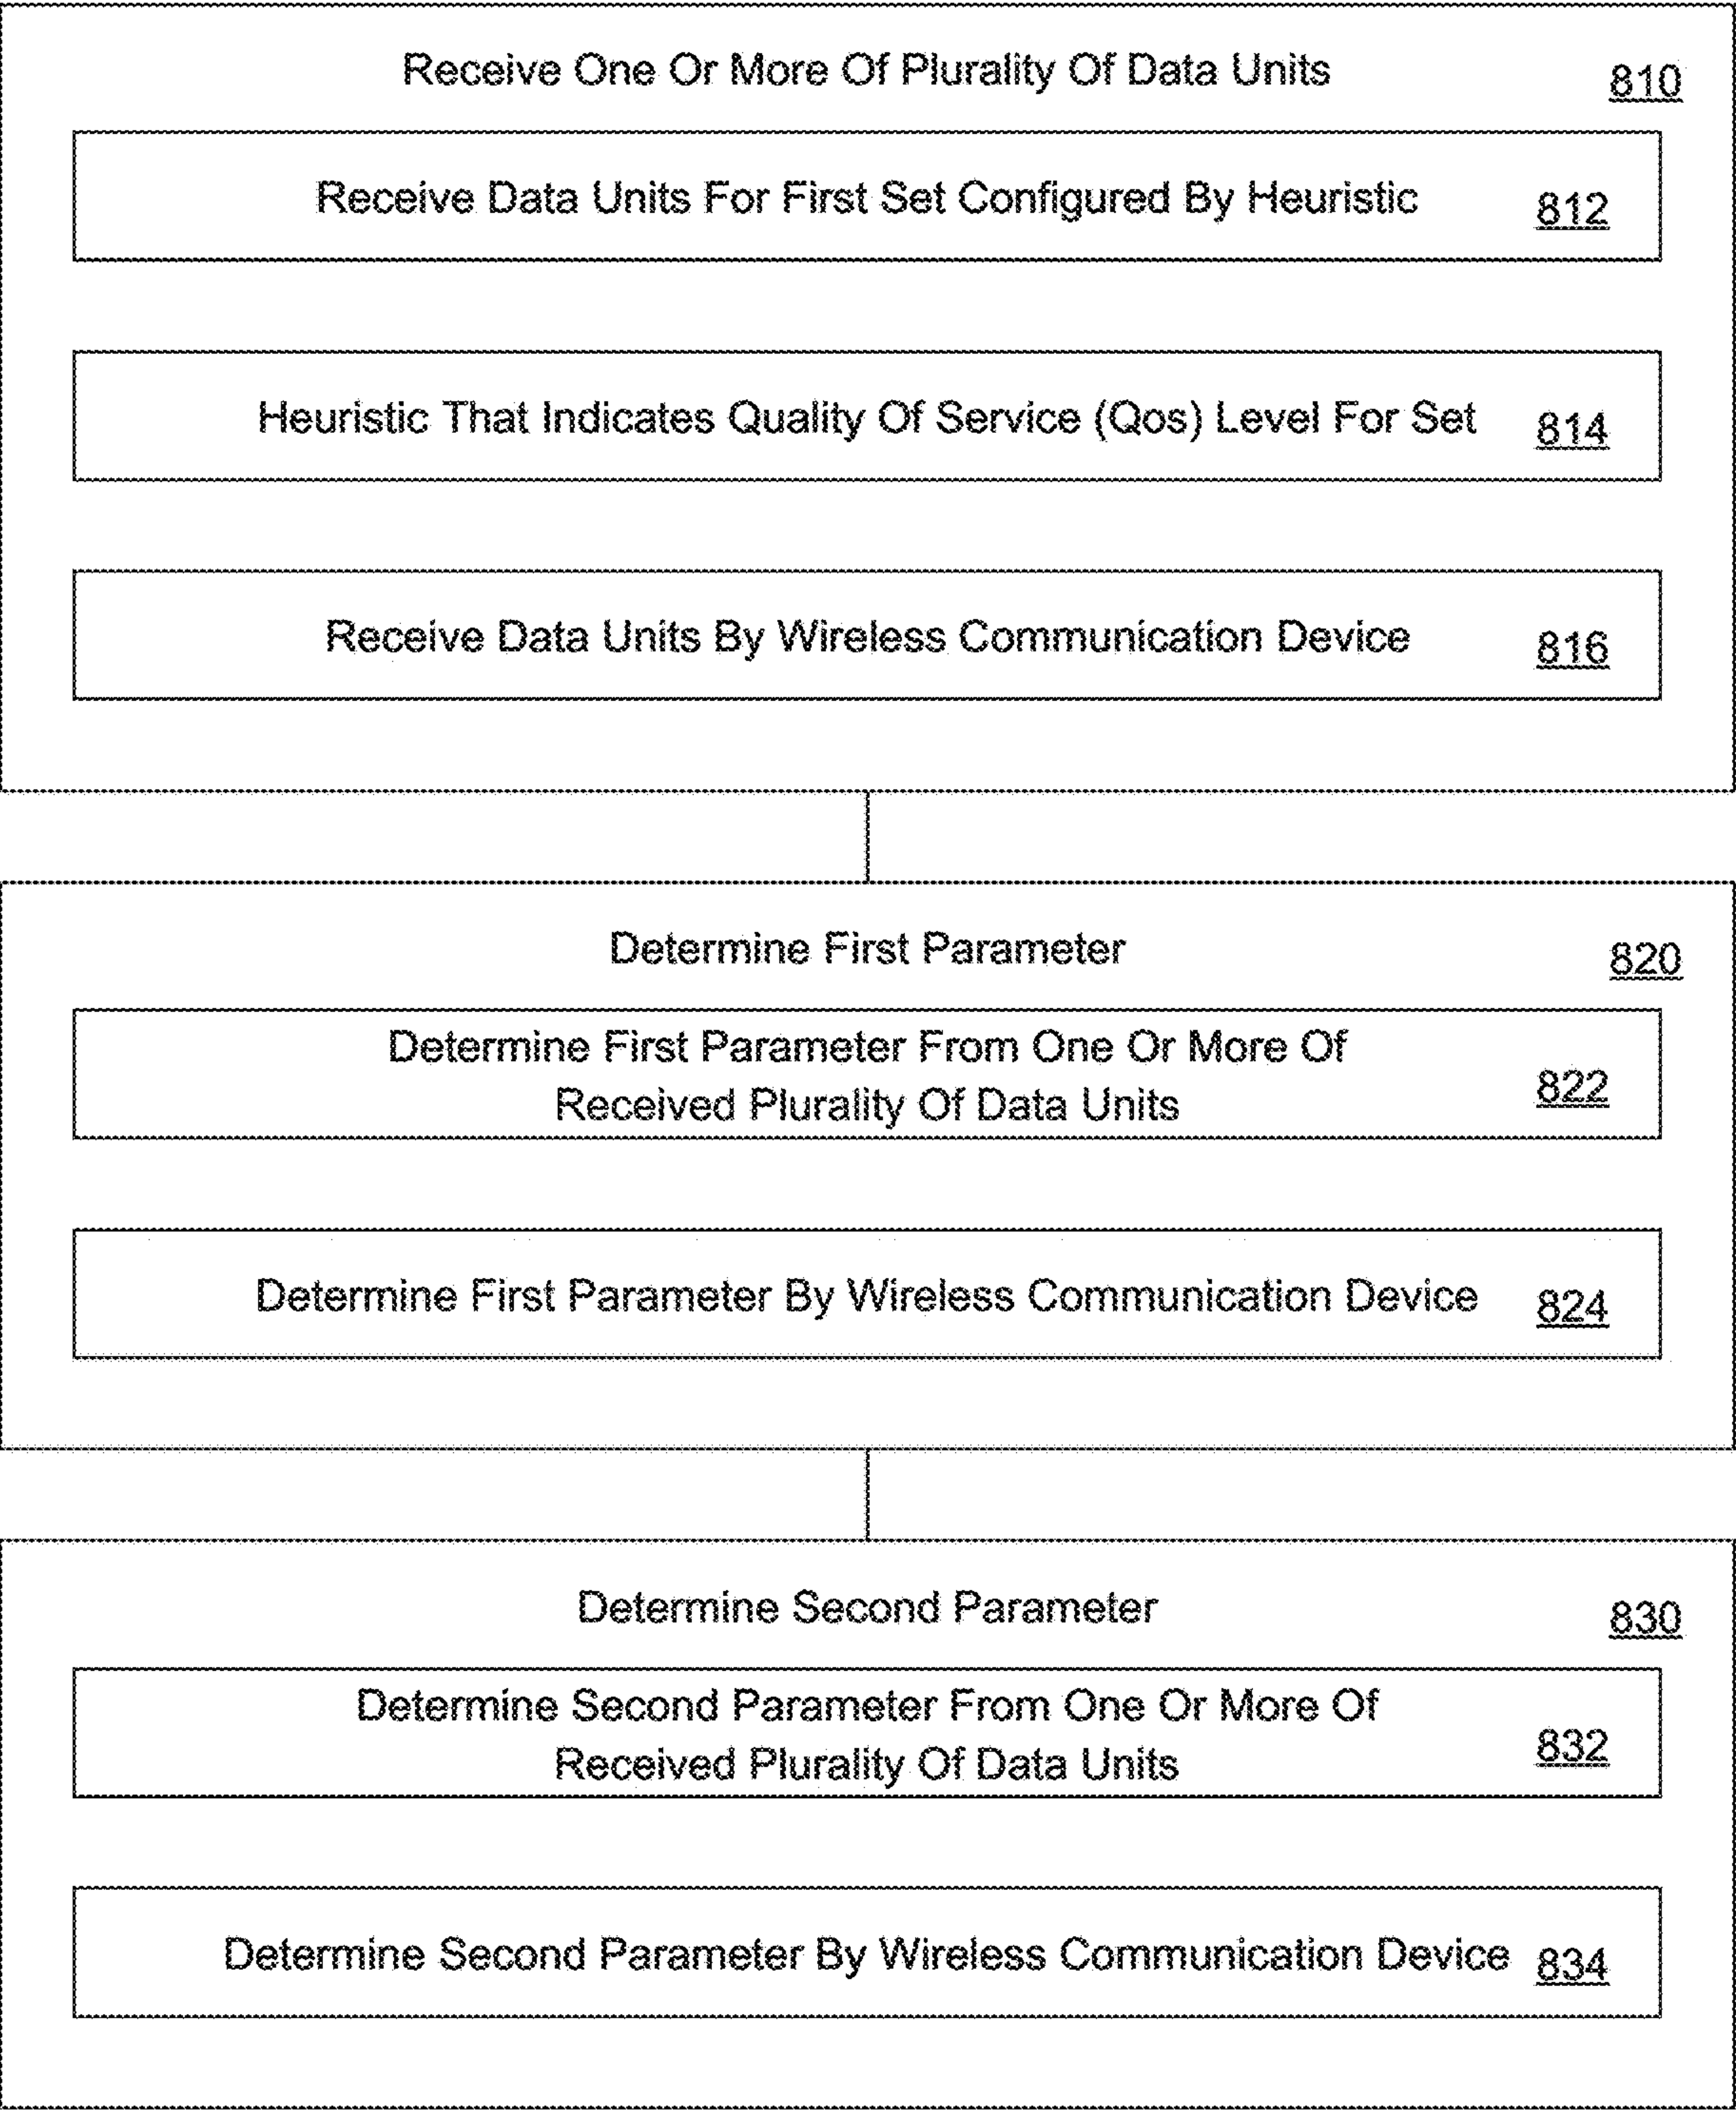 Receive One Or More Of Plurality Of Data Units 810
Receive Data Units For First Set Configured By Heuristic 812
Heuristic That Indicates Quality Of Service (Qos) Level For Set 814
Receive Data Units By Wireless Communication Device 816
Determine First Parameter 820
Determine First Parameter From One Or More Of
Received Plurality Of Data Units 822
Determine First Parameter By Wireless Communication Device 824
Determine Second Parameter 830
Determine Second Parameter From One Or More Of
Received Plurality Of Data Units 832
Determine Second Parameter By Wireless Communication Device 834